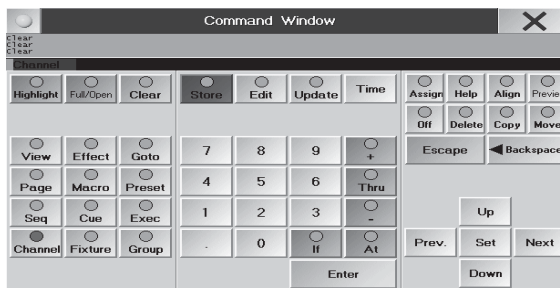 Command Window
Clear
Clear
Clear
Channel
Highlight Full/Open Clear Store Edit Update Time Assign Help Align Previe
Off Delete Copy Move
View Effect Goto 7 8 9 + Escape Backspace
Page Macro Preset 4 5 6 Thru
Seq Cue Exec 1 2 3 - Up
Channel Fixture Group . 0 If At Prev. Set Next
Enter Down